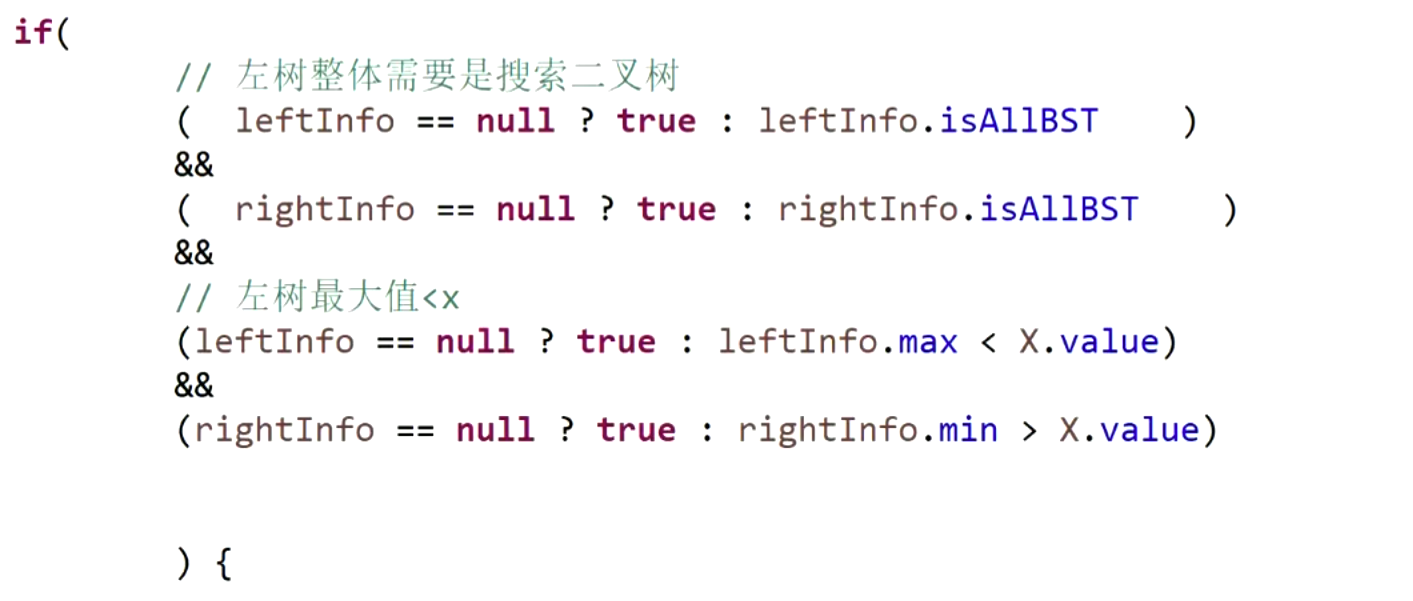 if(
// 左树整体需要是搜索二叉树
(  leftInfo == null ? true : leftInfo.isAllBST    )
&&
(  rightInfo == null ? true : rightInfo.isAllBST    )
&&
// 左树最大值<x
(leftInfo == null ? true : leftInfo.max < X.value)
&&
(rightInfo == null ? true : rightInfo.min > X.value)
) {